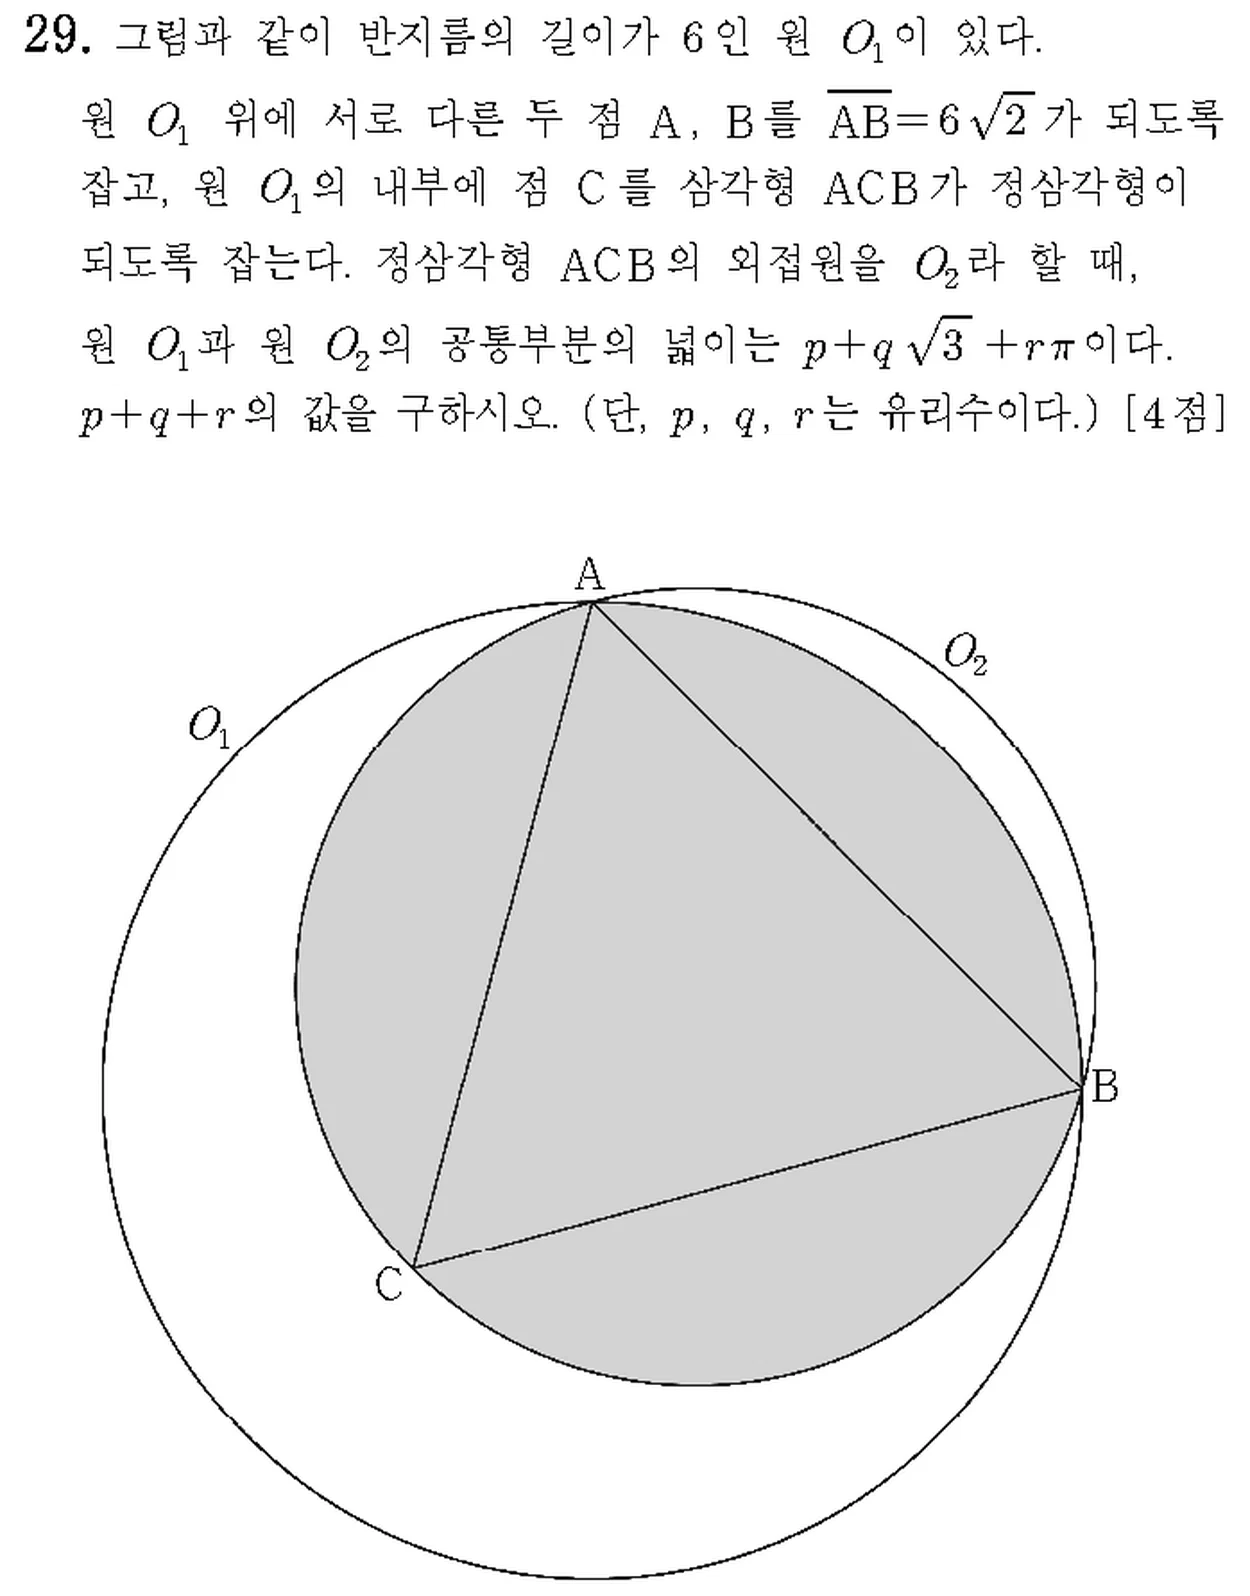 29. 그림과 같이 반지름의 길이가 6인 원 O₁이 있다.
원 O₁ 위에 서로 다른 두 점 A, B를 A̅B̅=6√2가 되도록
잡고, 원 O₁의 내부에 점 C를 삼각형 ACB가 정삼각형이
되도록 잡는다. 정삼각형 ACB의 외접원을 O₂라 할 때,
원 O₁과 원 O₂의 공통부분의 넓이는 p+q√3+rπ이다.
p+q+r의 값을 구하시오. (단, p, q, r는 유리수이다.) [4점]
A
O₂
O₁
B
C